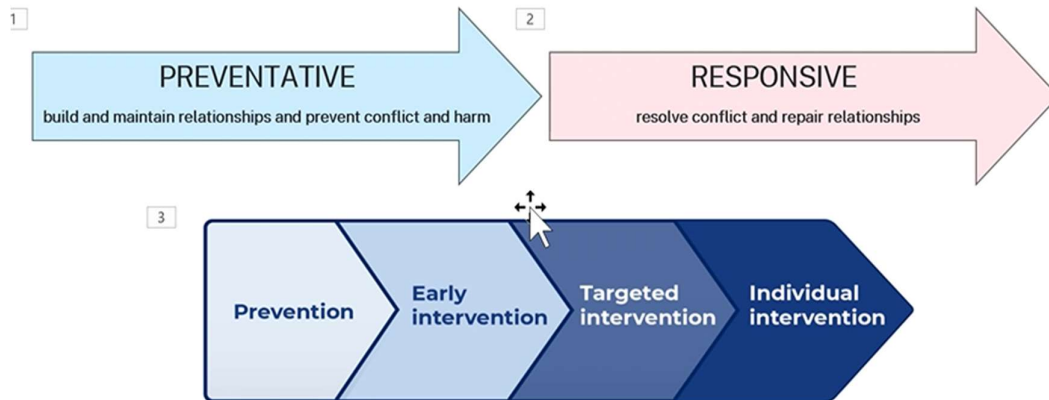 1
2
PREVENTATIVE
build and maintain relationships and prevent conflict and harm
RESPONSIVE
resolve conflict and repair relationships
3
Prevention
Early
intervention
Targeted
intervention
Individual
intervention